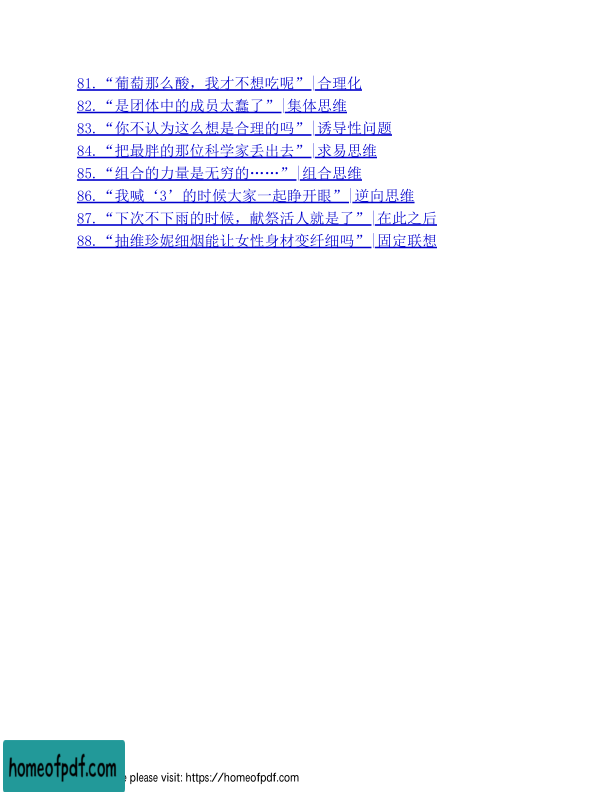 81.“葡萄那么酸，我才不想吃呢”|合理化
82.“是团体中的成员太蠢了”|集体思维
83.“你不认为这么想是合理的吗”|诱导性问题
84.“把最胖的那位科学家丢出去”|求易思维
85.“组合的力量是无穷的……”|组合思维
86.“我喊‘3’的时候大家一起睁开眼”|逆向思维
87.“下次不下雨的时候，献祭活人就是了”|在此之后
88.“抽维珍妮细烟能让女性身材变纤细吗”|固定联想
homeofpdf.com
e please visit: https://homeofpdf.com